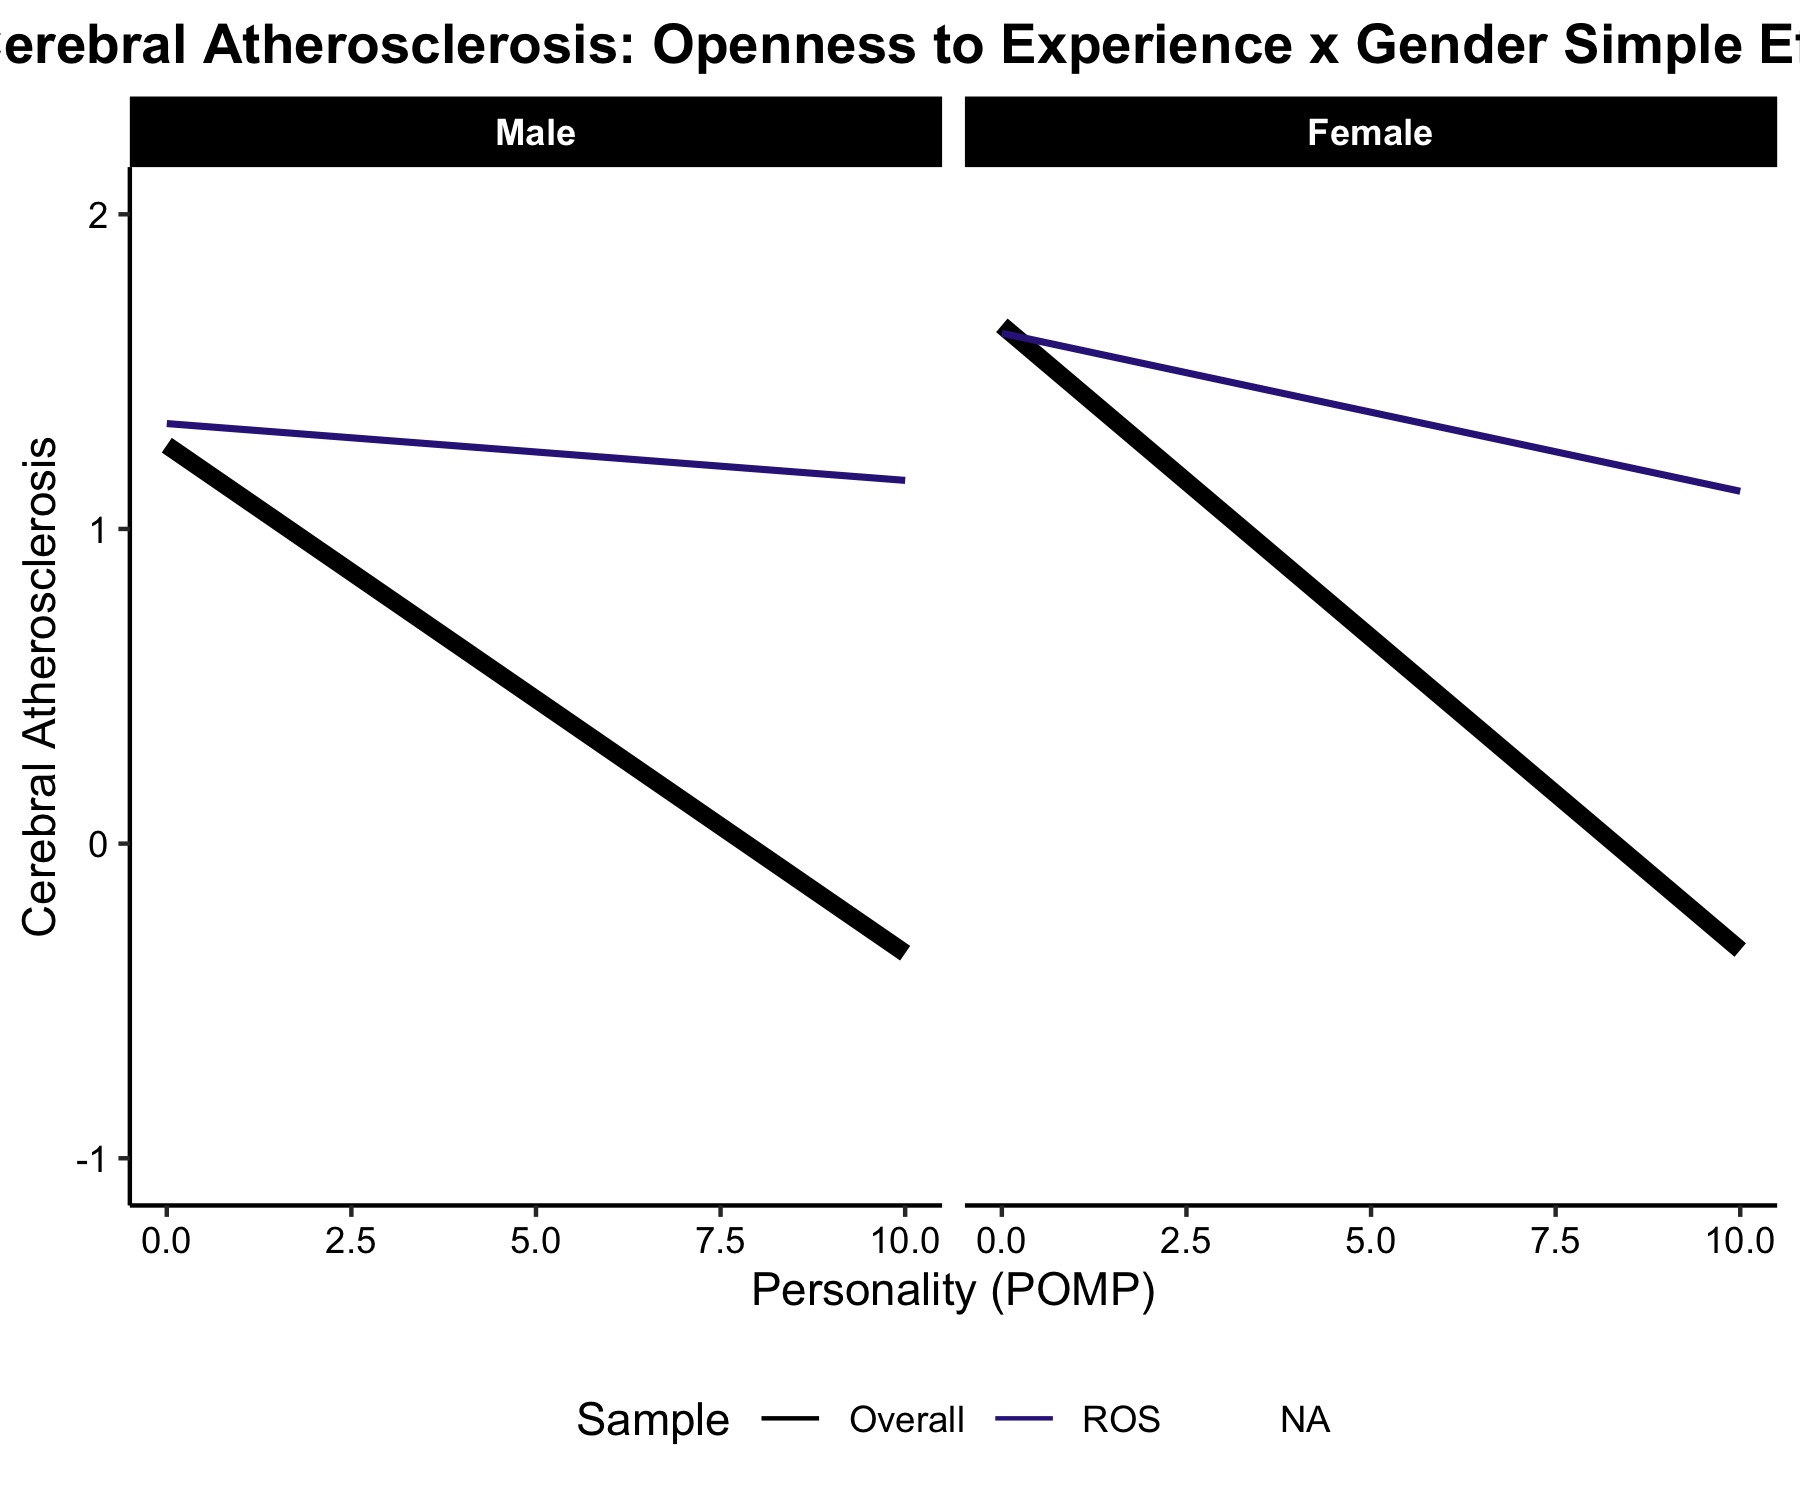 erebral Atherosclerosis: Openness to Experience x Gender Simple Ef
Male
Female
Cerebral Atherosclerosis
2
1
0
-1
0.0 2.5 5.0 7.5 10.0
0.0 2.5 5.0 7.5 10.0
Personality (POMP)
Sample Overall ROS NA